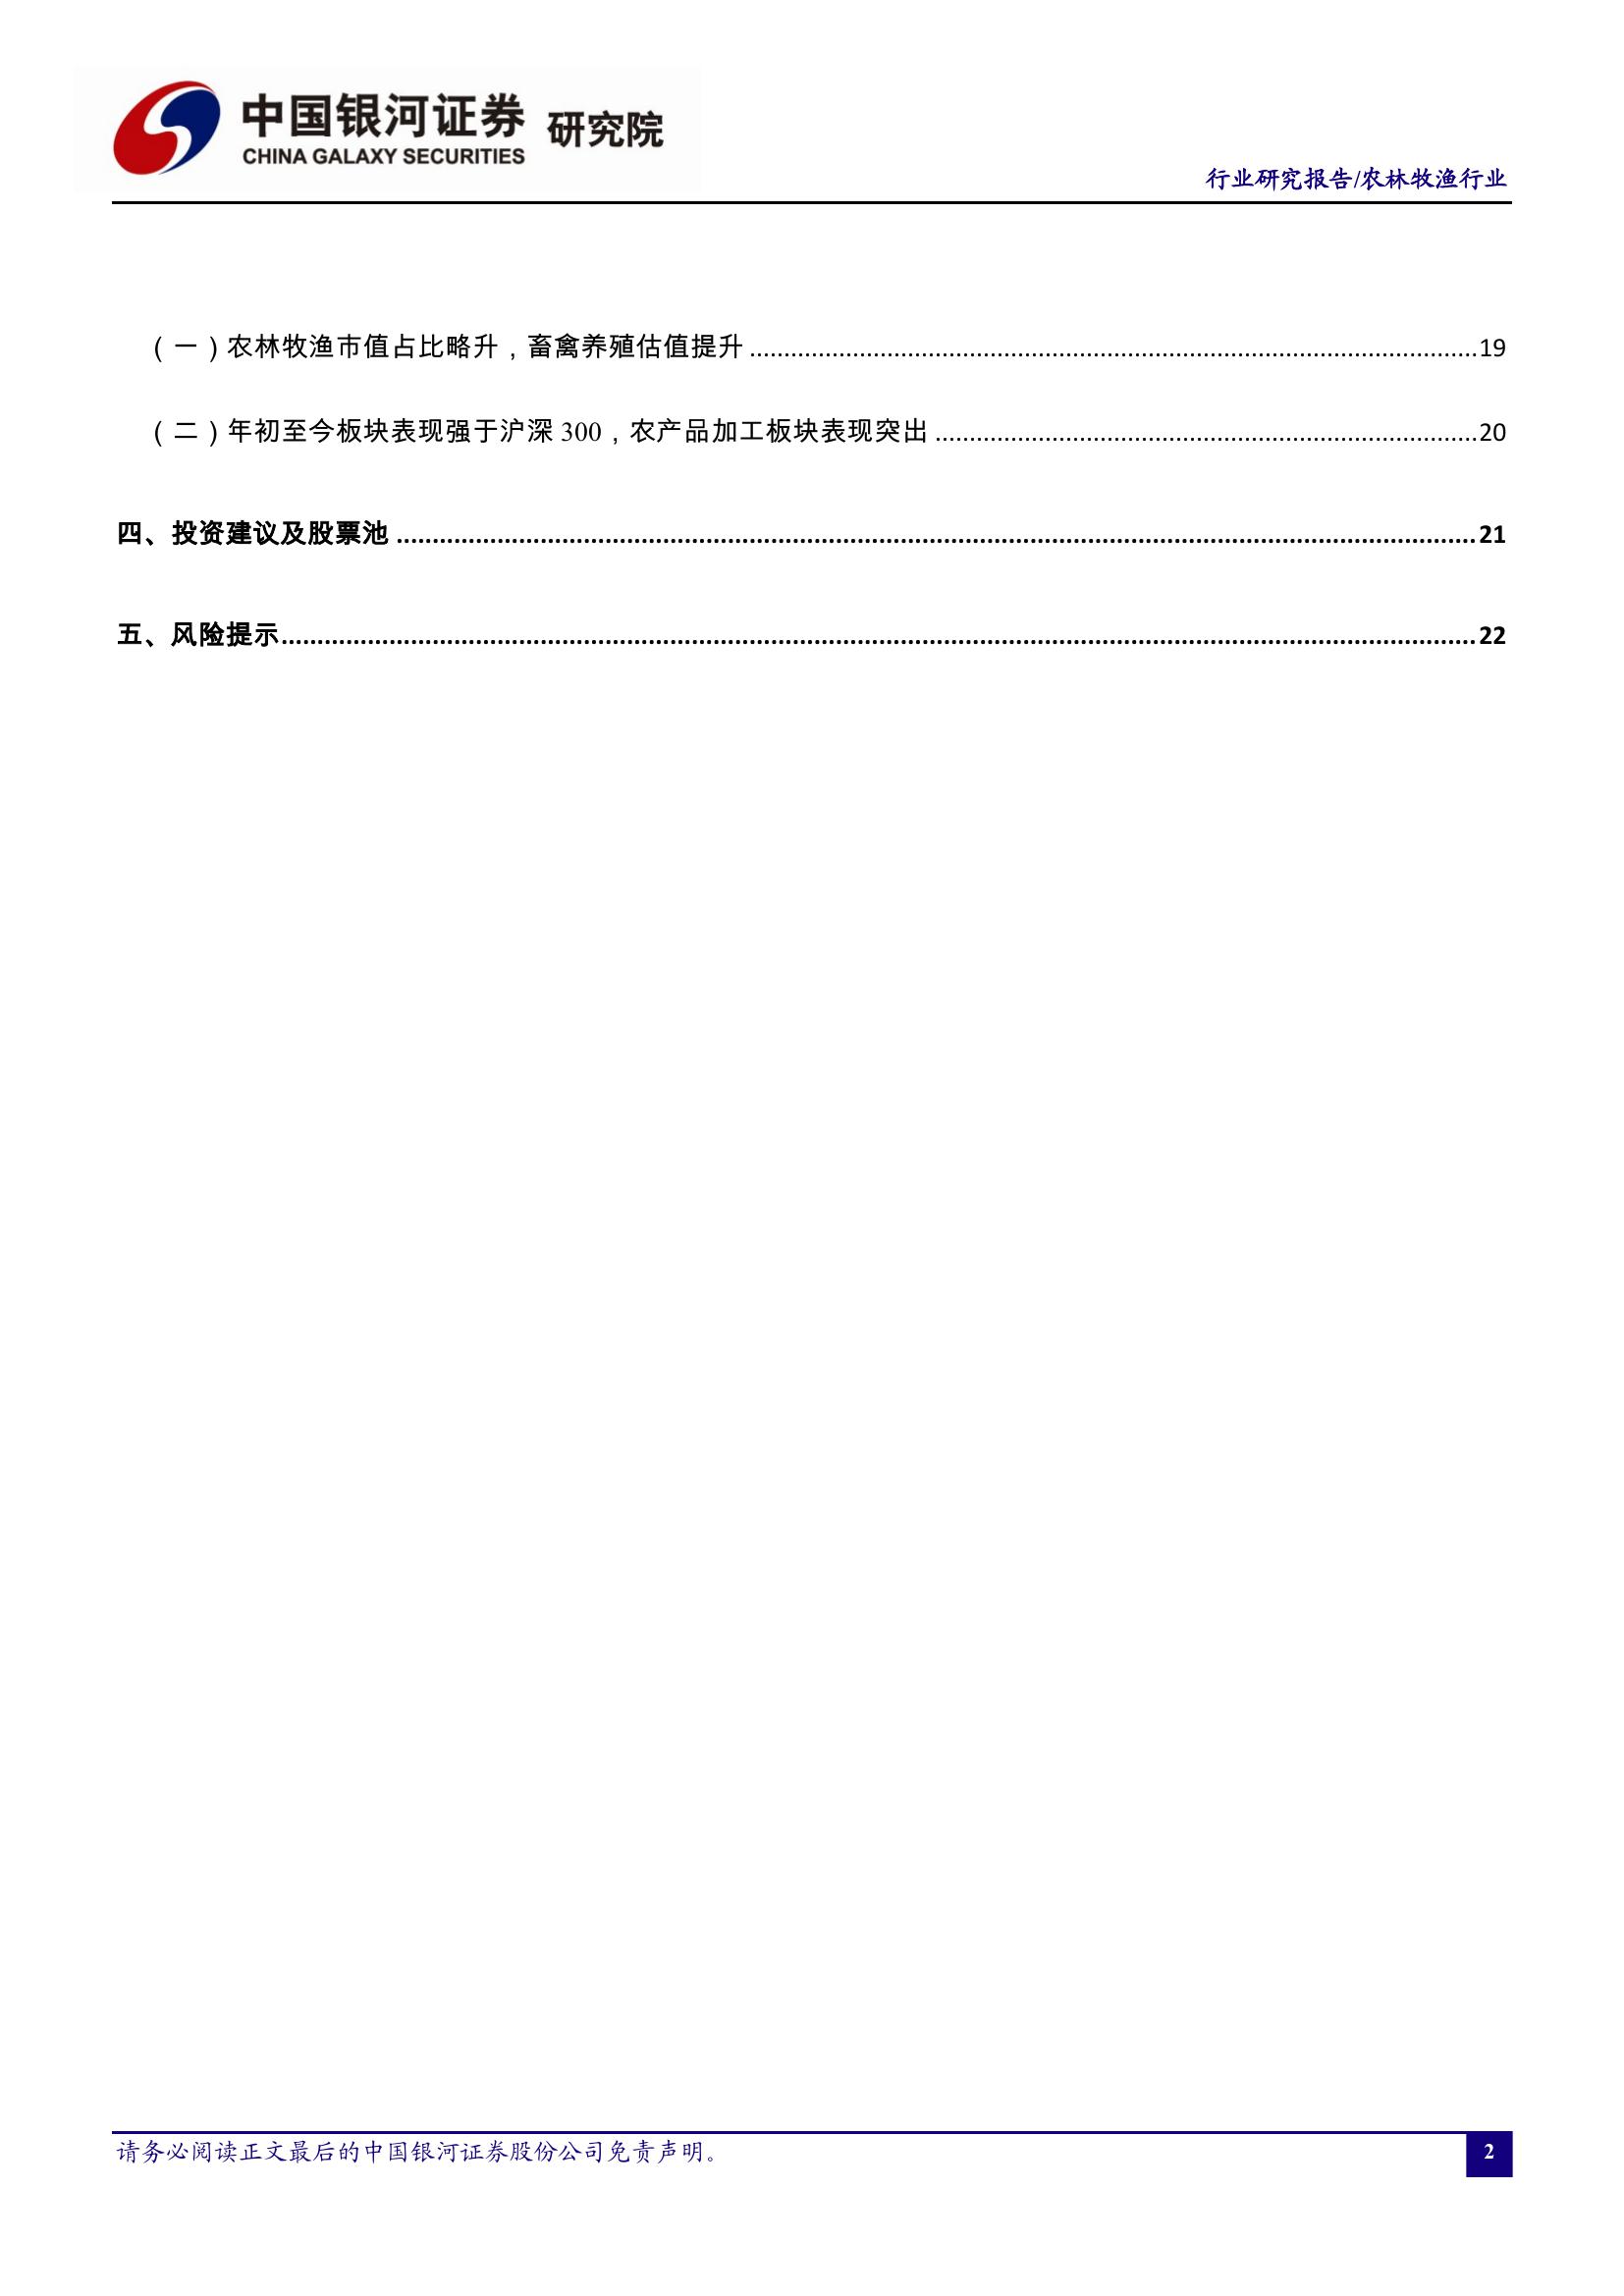 中国银河证券 研究院
CHINA GALAXY SECURITIES
行业研究报告/农林牧渔行业
（一）农林牧渔市值占比略升，畜禽养殖估值提升........................................19
（二）年初至今板块表现强于沪深 300，农产品加工板块表现突出........................................20
四、投资建议及股票池........................................21
五、风险提示........................................22
请务必阅读正文最后的中国银河证券股份公司免责声明。
2